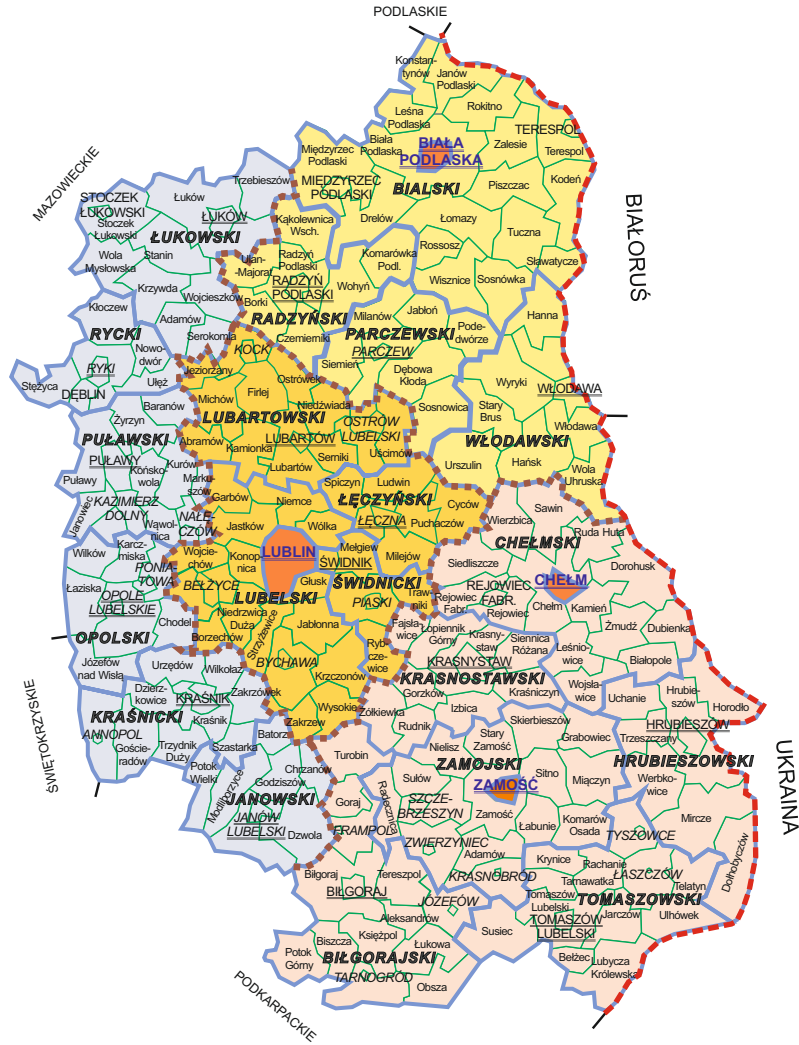 PODLASKIE
Konstan-
tynów
Janów
Podlaski
Leśna
Podlaska
Rokitno
Biała
Podlaska
BIAŁA
PODLASKA
TERESPOL
Zalesie
Terespol
Międzyrzec
Podlaski
MIĘDZYRZEC
PODLASKI
BIALSKI
Piszczac
Kodeń
MAZOWIECKIE
Trzebieszów
STOCZEK
ŁUKOWSKI
Łuków
ŁUKÓW
Stoczek
Łukowski
ŁUKOWSKI
Kąkolewnica
Wsch.
Drelów
Łomazy
Tuczna
BIAŁORUŚ
Wola
Mysłowska
Stanin
Ulan-
Majorat
Radzyń
Podlaski
RADZYŃ
PODLASKI
Komarówka
Podl.
Rossosz
Wisznice
Sosnówka
Sławatycze
Krzywda
Wojcieszków
Borki
Wohyń
Kłoczew
Adamów
RADZYŃSKI
Milanów
Jabłoń
Pode-
dwórze
Hanna
RYCKI
Serokomla
Czemierniki
PARCZEWSKI
PARCZEW
Nowo-
dwór
KOCK
Siemień
Dębowa
Kłoda
RYKI
Jeziorzany
Ostrówek
Stężyca
DĘBLIN
Ułęż
Michów
Firlej
Niedźwiada
Sosnowica
Wyryki
WŁODAWA
Baranów
Żyrzyn
LUBARTOWSKI
OSTRÓW
LUBELSKI
Stary
Brus
Włodawa
PUŁAWSKI
Abramów
Kamionka
LUBARTÓW
Uścimów
WŁODAWSKI
PUŁAWY
Końsko-
wola
Kurów
Lubartów
Serniki
Urszulin
Hańsk
Wola
Uhruska
Puławy
Marku-
szów
Garbów
Spiczyn
Ludwin
Janowiec
KAZIMIERZ
DOLNY
Niemce
ŁĘCZYŃSKI
Cyców
Sawin
Wąwol-
nica
NAŁĘ-
CZÓW
Jastków
Wólka
ŁĘCZNA
Puchaczów
Wierzbica
Ruda Huta
CHEŁMSKI
Wilków
Karcz-
miska
Wojcie-
chów
Konop-
nica
LUBLIN
Mełgiew
ŚWIDNIK
Milejów
Siedliszcze
Dorohusk
PONIA-
TOWA
Łaziska
OPOLE
LUBELSKIE
BEŁŻYCE
Głusk
ŚWIDNICKI
REJOWIEC
FABR.
CHEŁM
LUBELSKI
PIASKI
Traw-
niki
Rejowiec
Fabr.
Rejowiec
Chełm
Kamień
Chodel
Niedrzwica
Duża
OPOLSKI
Borzechów
Strzyżewice
Jabłonna
Fajsła-
wice
Łopiennik
Górny
Krasny-
staw
Siennica
Różana
Żmudź
Dubienka
Józefów
nad Wisłą
Urzędów
Wilkołaz
BYCHAWA
Ryb-
cze-
wice
KRASNYSTAW
Leśnio-
wice
Białopole
ŚWIĘTOKRZYSKIE
Dzierz-
kowice
KRAŚNIK
Zakrzówek
Krzczonów
KRASNOSTAWSKI
Gorzków
Kraśniczyn
Wojsła-
wice
Uchanie
Hrubie-
szów
Horodło
KRAŚNICKI
Kraśnik
Zakrzew
Wysokie
Żółkiewka
Izbica
HRUBIESZÓW
ANNOPOL
Batorz
Rudnik
Skierbieszów
Trzeszczany
Goście-
radów
Trzydnik
Duży
Szastarka
Nielisz
Stary
Zamość
Grabowiec
Potok
Wielki
Chrzanów
Turobin
ZAMOJSKI
HRUBIESZOWSKI
UKRAINA
Modliborzyce
Godziszów
Sułów
ZAMOŚĆ
Sitno
Miączyn
Werbko-
wice
JANOWSKI
Goraj
Radecznica
SZCZE-
BRZESZYN
JANÓW
LUBELSKI
Zamość
Łabunie
Komarów
Osada
Mircze
Dzwola
FRAMPOL
ZWIERZYNIEC
TYSZOWCE
Adamów
Krynice
Rachanie
Dołhobyczów
Biłgoraj
Tereszpol
KRASNOBRÓD
Tarnawatka
ŁASZCZÓW
BIŁGORAJ
JÓZEFÓW
Tomaszów
Lubelski
Telatyn
TOMASZOWSKI
Aleksandrów
TOMASZÓW
LUBELSKI
Jarczów
Ulhówek
Biszcza
Księżpol
Łukowa
Susiec
Potok
Górny
BIŁGORAJSKI
TARNOGRÓD
Bełżec
Lubycza
Królewska
Obsza
PODKARPACKIE